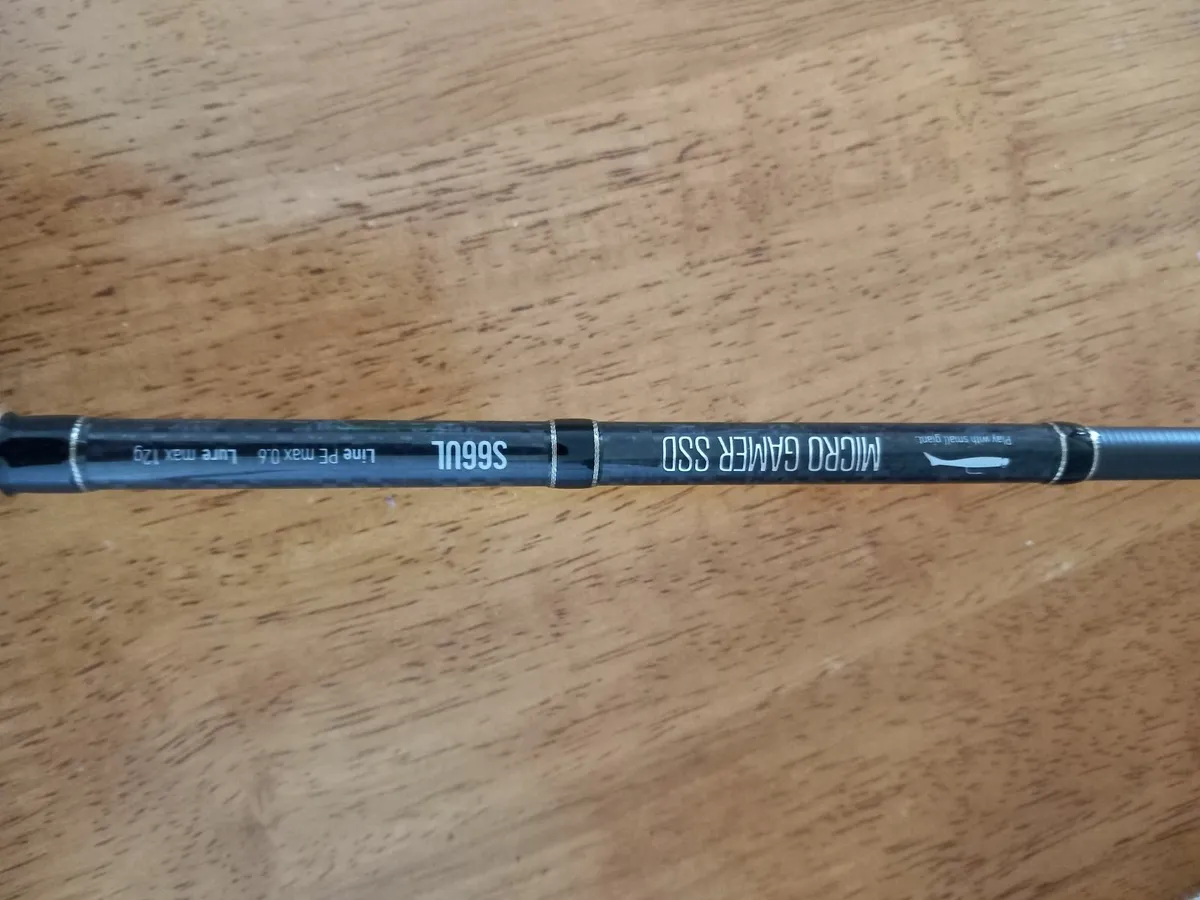 Play with small giant.
MICRO GAMER SSD
S66UL
Line PE max 0.6 Lure max 12g